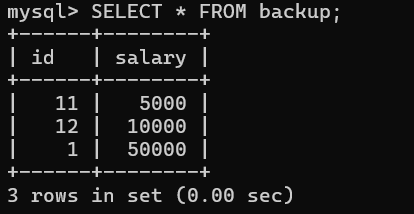 mysql> SELECT * FROM backup;
+------+--------+
| id   | salary |
+------+--------+
|   11 |   5000 |
|   12 |  10000 |
|    1 |  50000 |
+------+--------+
3 rows in set (0.00 sec)